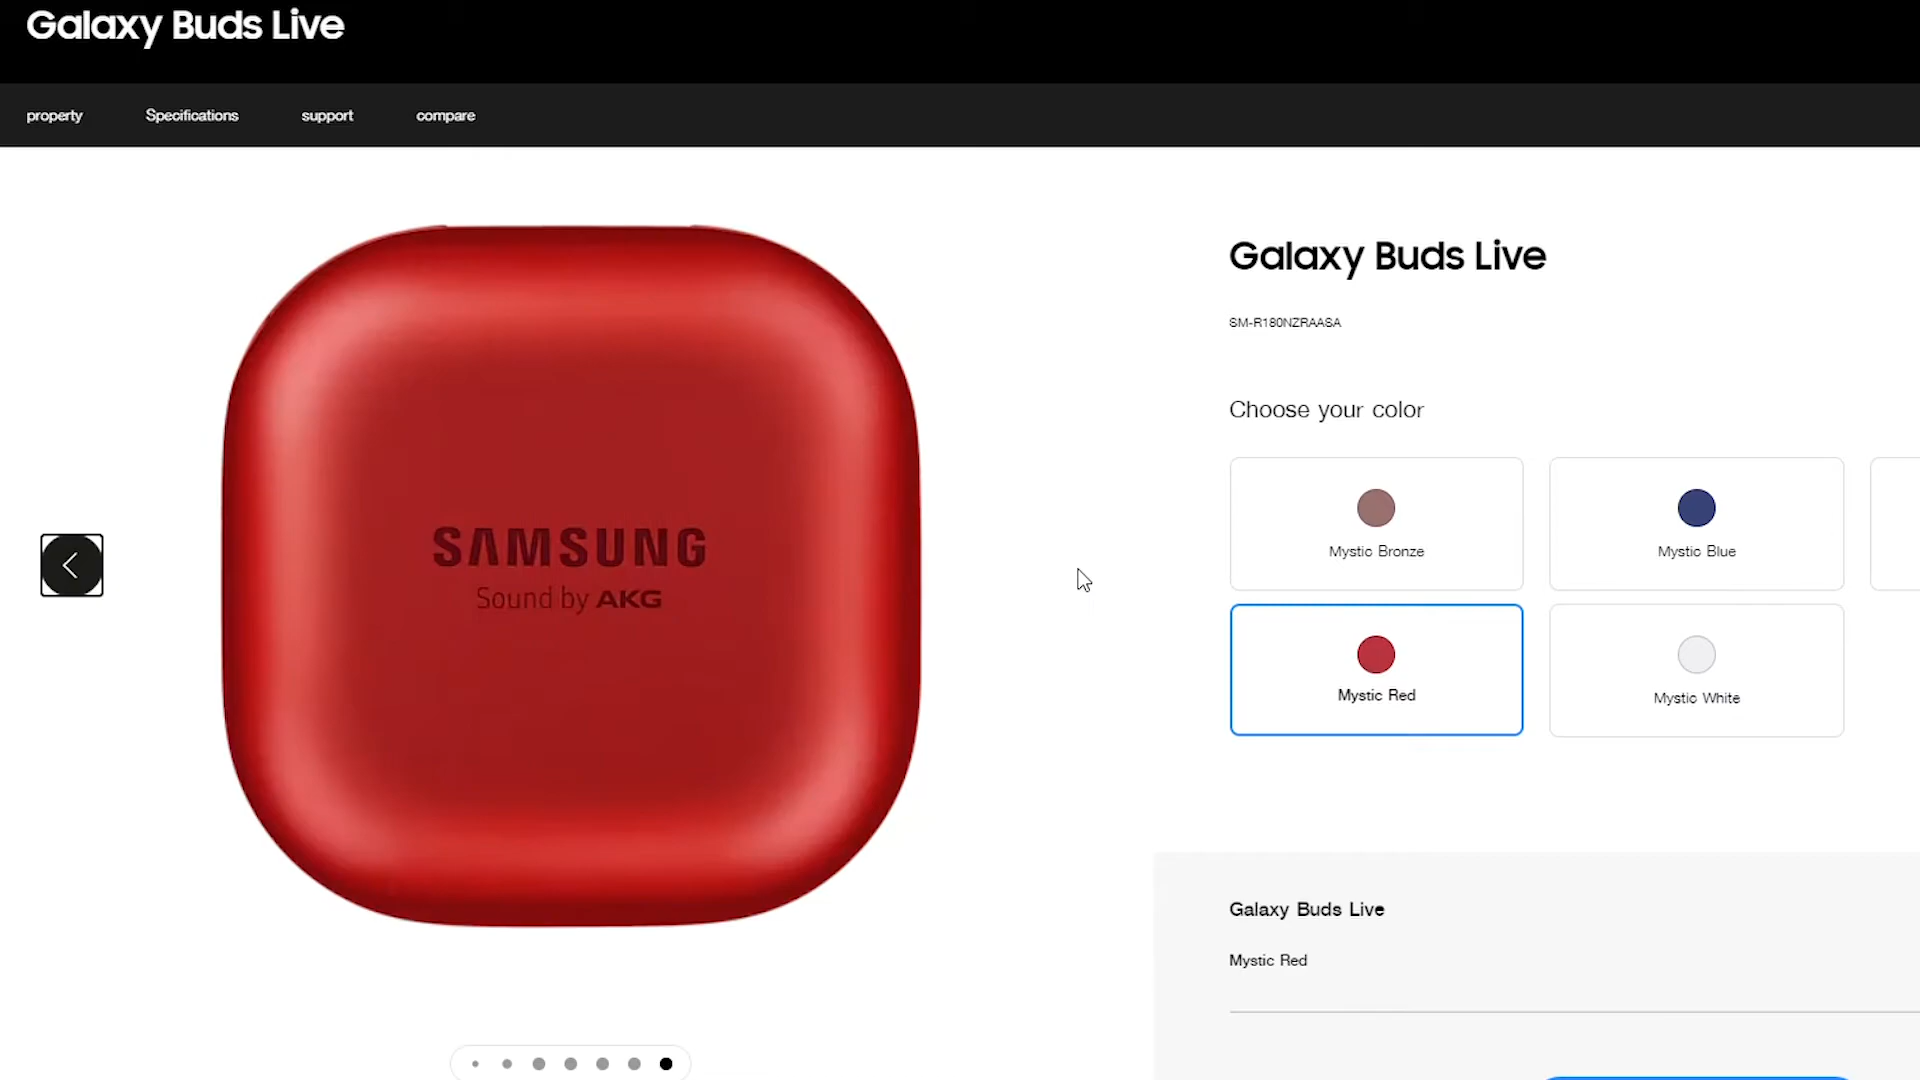 Galaxy Buds Live
property Specifications support compare
SAMSUNG
Sound by AKG
Galaxy Buds Live
SM-R180NZRAASA
Choose your color
Mystic Bronze
Mystic Blue
Mystic Red
Mystic White
Galaxy Buds Live
Mystic Red